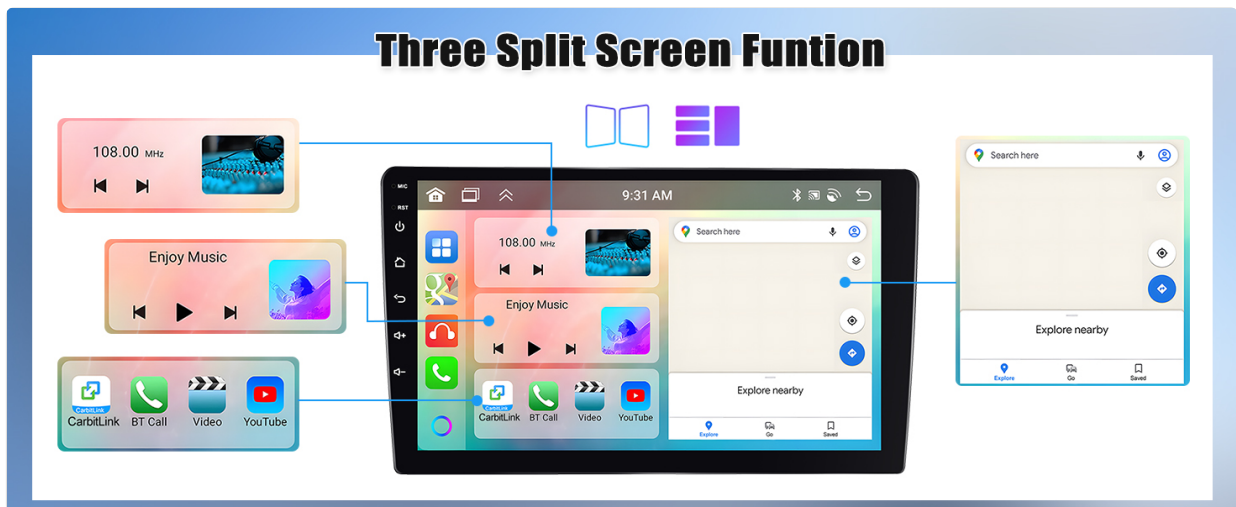 Three Split Screen Funtion
108.00 MHz
Enjoy Music
CarbitLink
CarbitLink BT Call Video YouTube
MIC
RST
9:31 AM
108.00 MHz
Enjoy Music
CarbitLink
CarbitLink BT Call Video YouTube
Search here
Explore nearby
Explore Go Saved
Search here
Explore nearby
Explore Go Saved